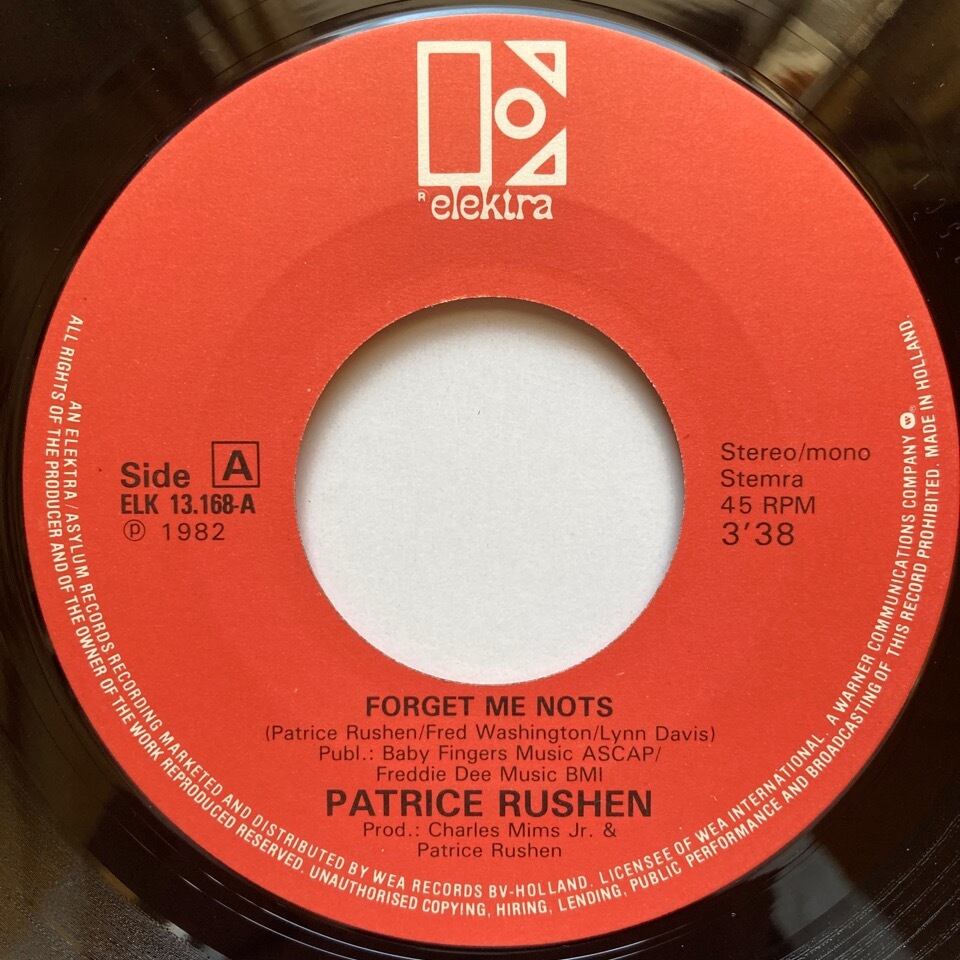 R elektra
Side A
ELK 13.168-A
℗ 1982
Stereo/mono
Stemra
45 RPM
3'38
FORGET ME NOTS
(Patrice Rushen/Fred Washington/Lynn Davis)
Publ.: Baby Fingers Music ASCAP/
Freddie Dee Music BMI
PATRICE RUSHEN
Prod.: Charles Mims Jr. &
Patrice Rushen
AN ELEKTRA/ASYLUM RECORDS RECORDING MARKETED AND DISTRIBUTED BY WEA RECORDS BV-HOLLAND. LICENSEE OF WEA INTERNATIONAL. A WARNER COMMUNICATIONS COMPANY W ®
ALL RIGHTS OF THE PRODUCER AND OF THE OWNER OF THE WORK REPRODUCED RESERVED. UNAUTHORISED COPYING, HIRING, LENDING, PUBLIC PERFORMANCE AND BROADCASTING OF THIS RECORD PROHIBITED. MADE IN HOLLAND.